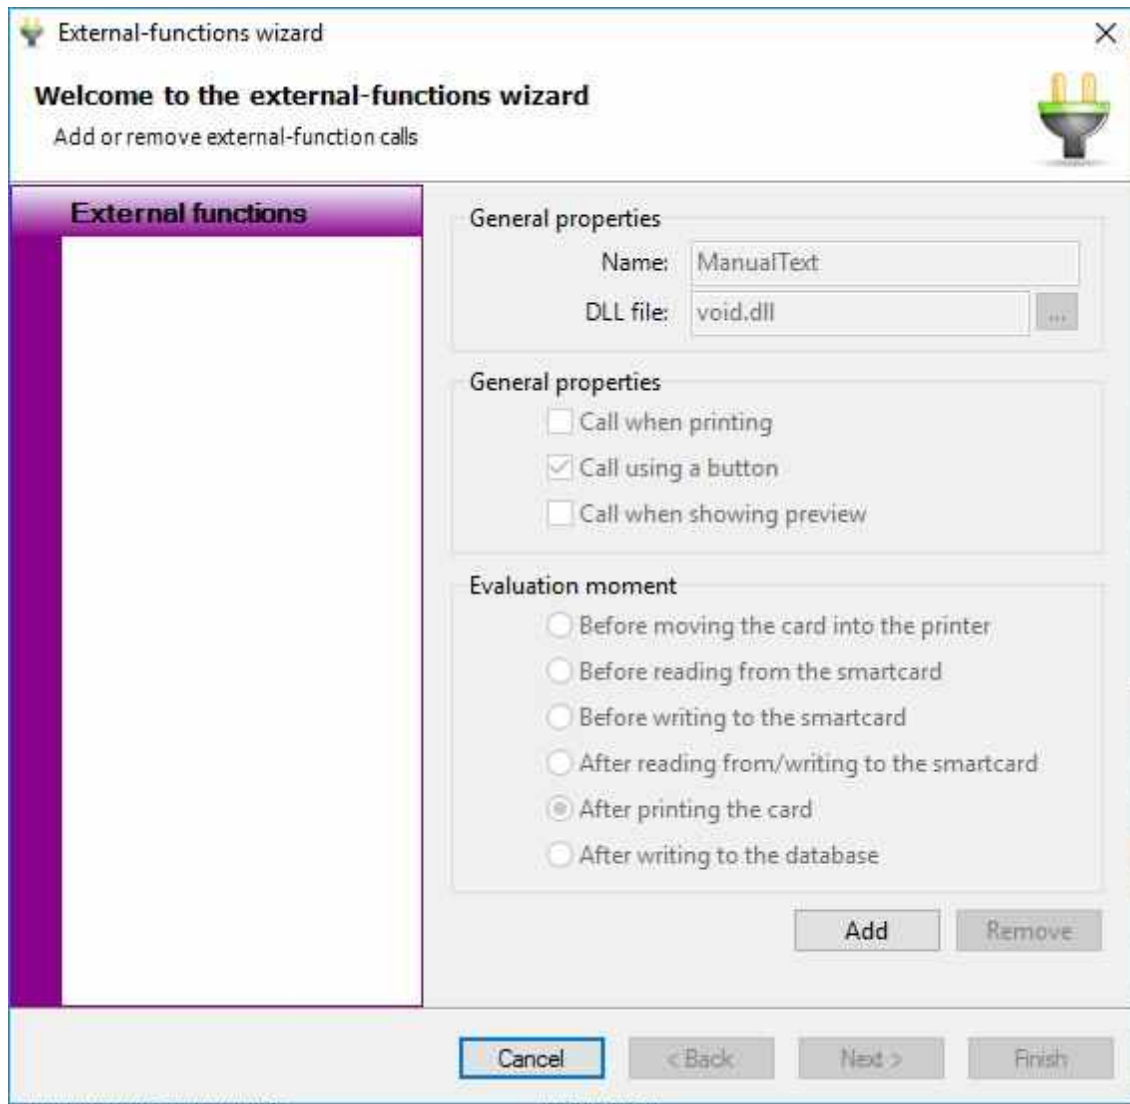 External-functions wizard
Welcome to the external-functions wizard
Add or remove external-function calls
External functions
General properties
Name: ManualText
DLL file: void.dll ...
General properties
Call when printing
Call using a button
Call when showing preview
Evaluation moment
Before moving the card into the printer
Before reading from the smartcard
Before writing to the smartcard
After reading from/writing to the smartcard
After printing the card
After writing to the database
Add Remove
Cancel < Back Next > Finish